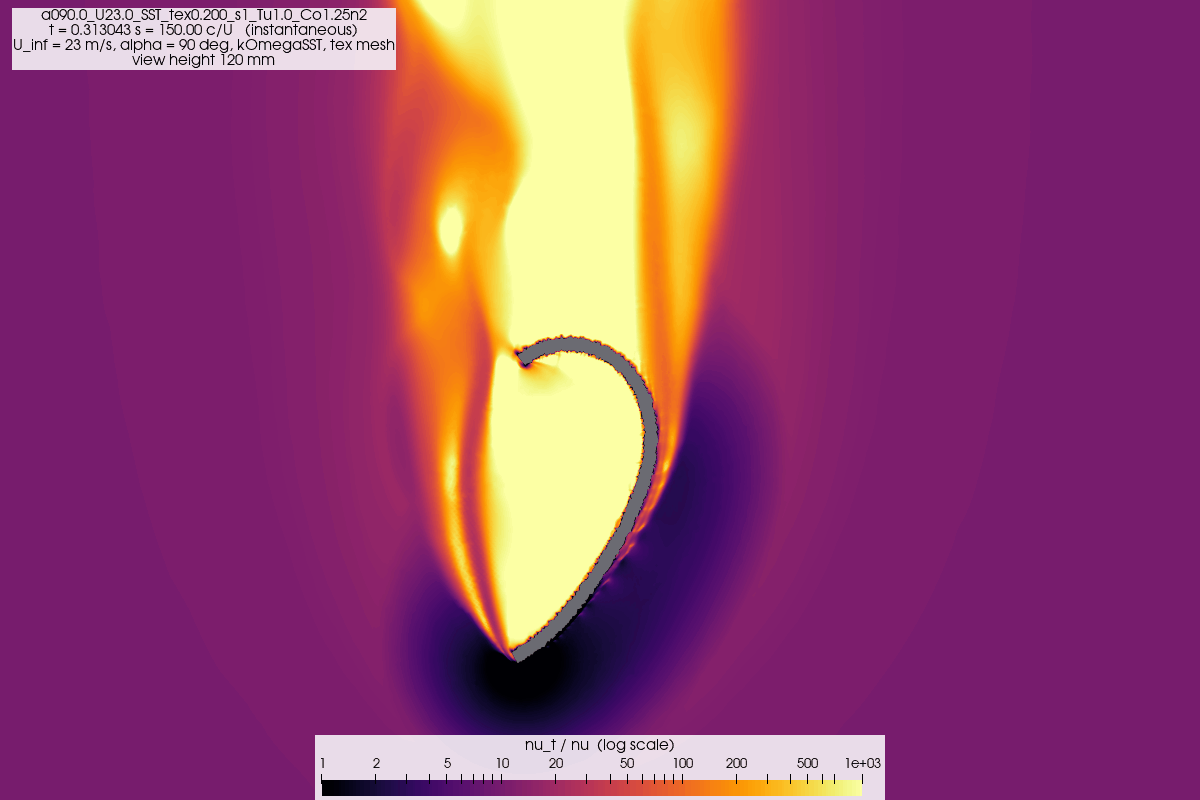 a090.0_U23.0_SST_tex0.200_s1_Tu1.0_Co1.25n2
t = 0.313043 s = 150.00 c/U (instantaneous)
U_inf = 23 m/s, alpha = 90 deg, kOmegaSST, tex mesh
view height 120 mm
nu_t / nu (log scale)
1 2 5 10 20 50 100 200 500 1e+03